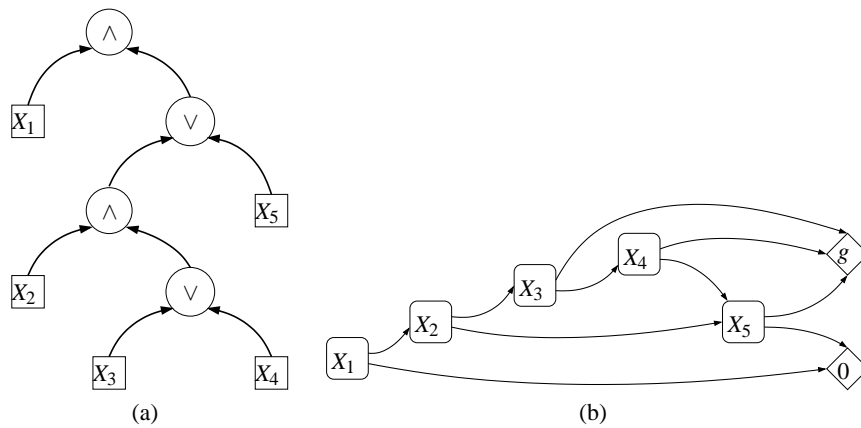 ∧
X₁
∨
∧
X₅
X₂
∨
X₃
X₄
(a)
X₁
X₂
X₃
X₄
X₅
g
0
(b)